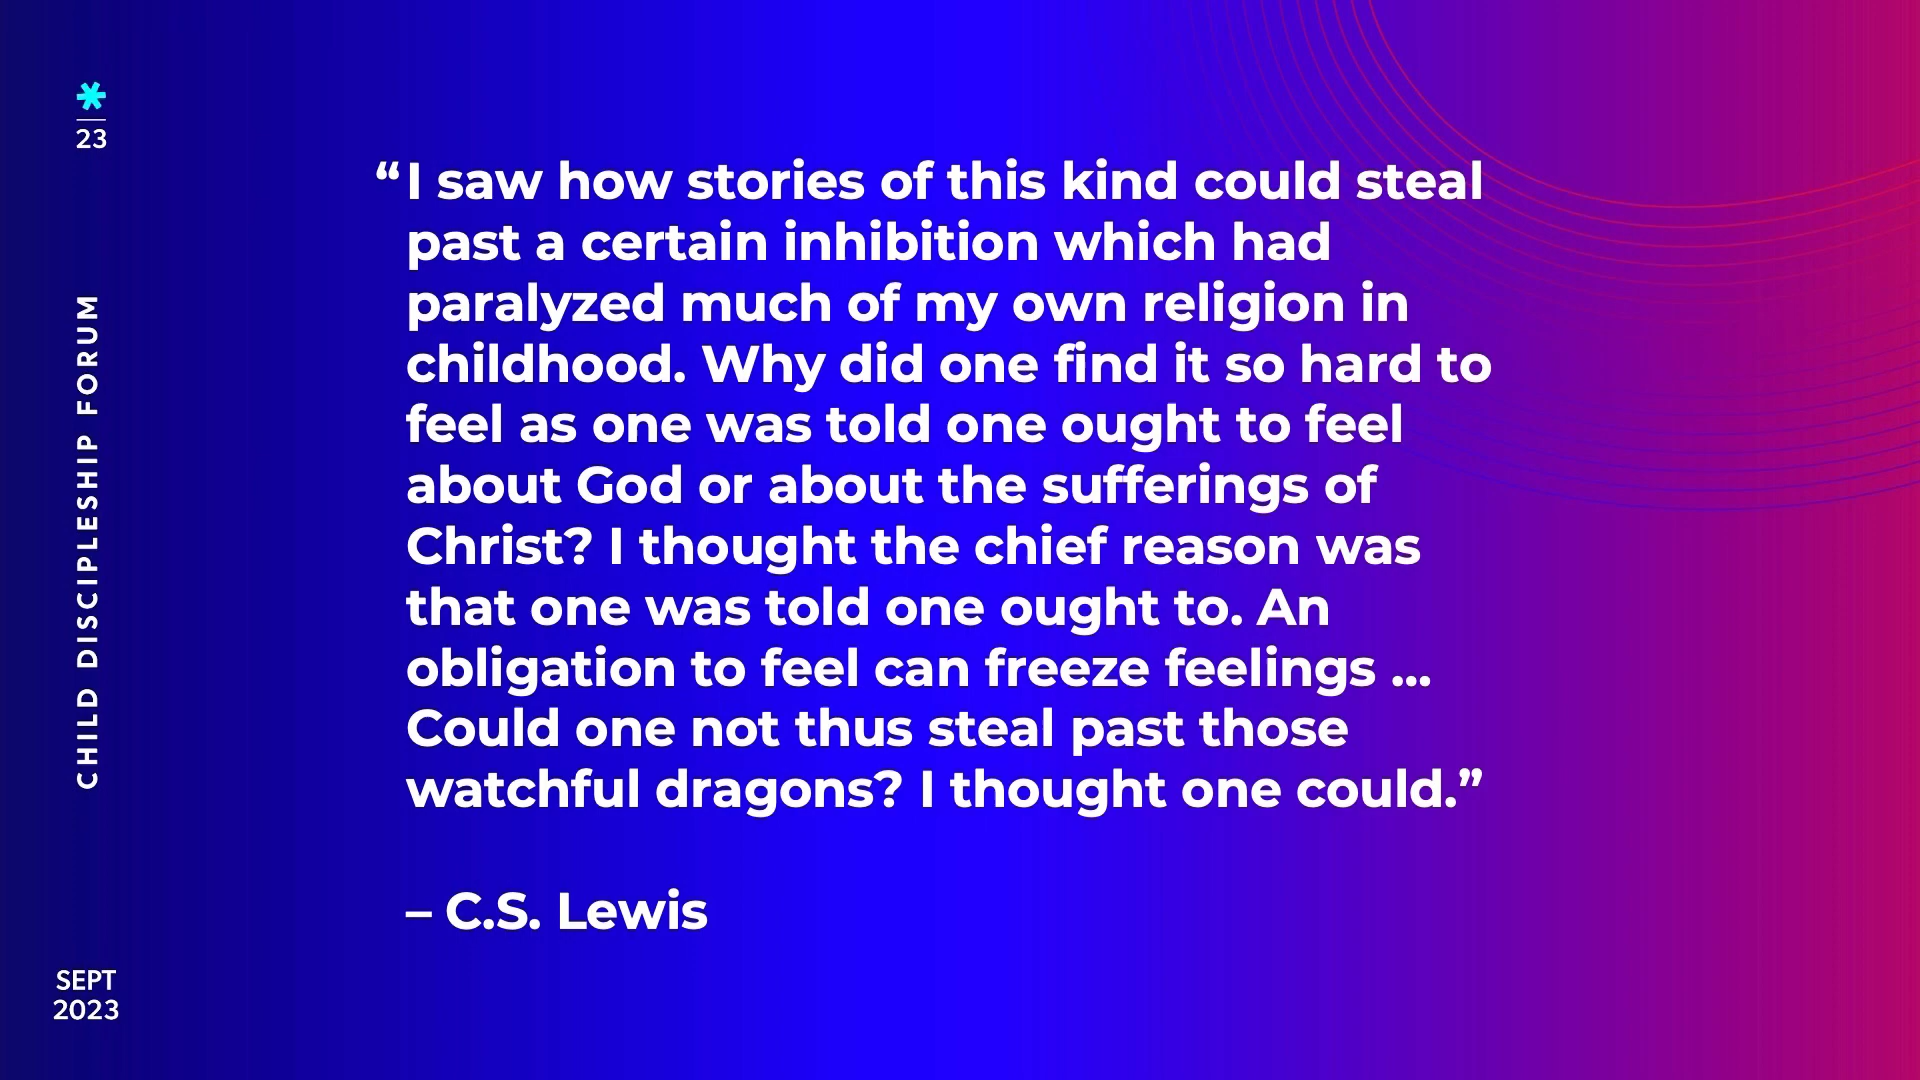 23
CHILD DISCIPLESHIP FORUM
SEPT
2023
“I saw how stories of this kind could steal
past a certain inhibition which had
paralyzed much of my own religion in
childhood. Why did one find it so hard to
feel as one was told one ought to feel
about God or about the sufferings of
Christ? I thought the chief reason was
that one was told one ought to. An
obligation to feel can freeze feelings ...
Could one not thus steal past those
watchful dragons? I thought one could.”
– C.S. Lewis